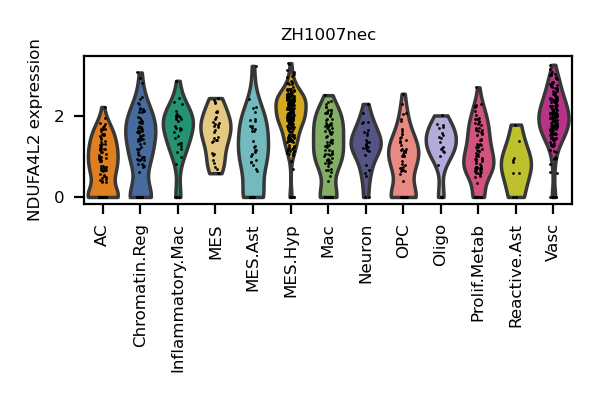 ZH1007nec
NDUFA4L2 expression
2
0
AC
Chromatin.Reg
Inflammatory.Mac
MES
MES.Ast
MES.Hyp
Mac
Neuron
OPC
Oligo
Prolif.Metab
Reactive.Ast
Vasc